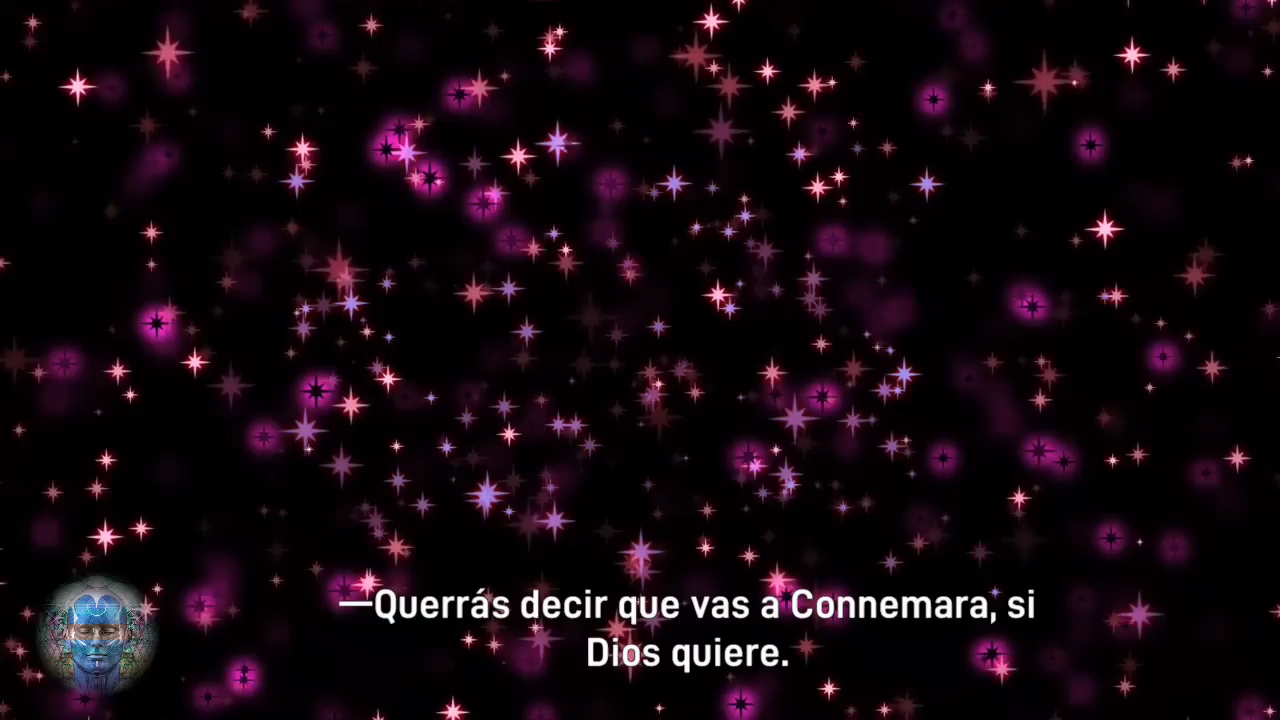 —Querrás decir que vas a Connemara, si
Dios quiere.